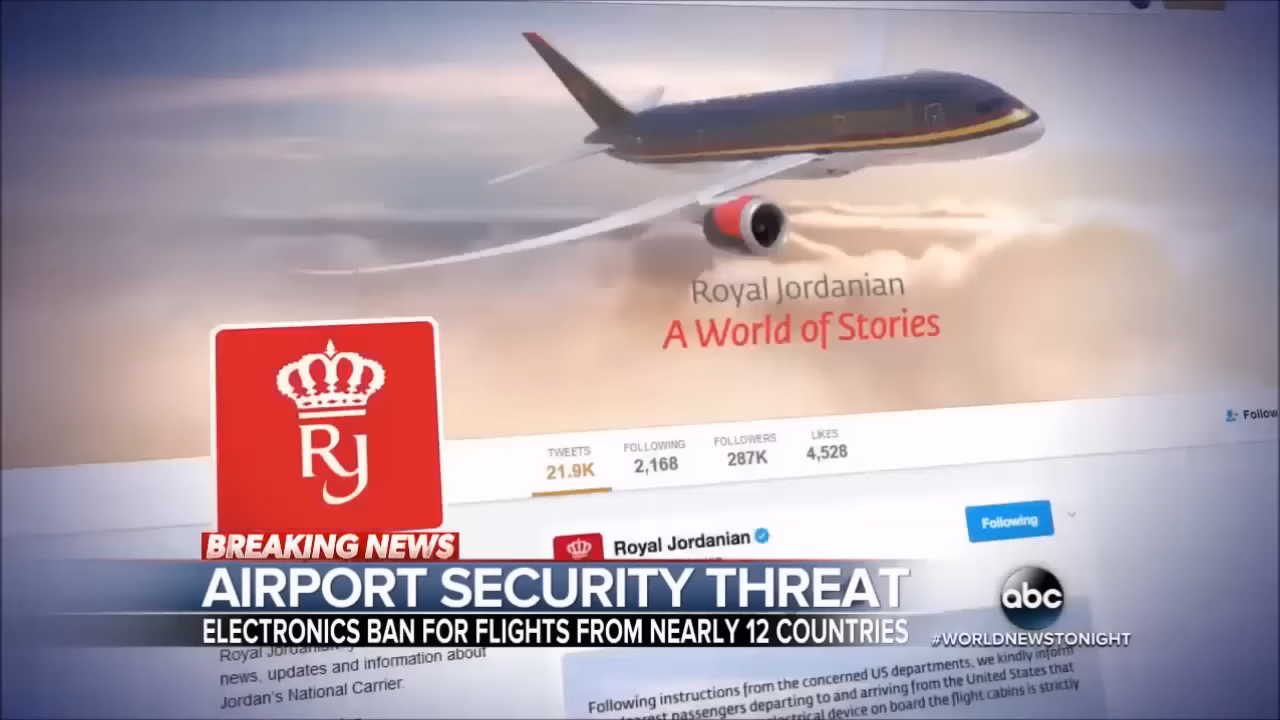 Royal Jordanian
A World of Stories
RJ
TWEETS
21.9K
FOLLOWING
2,168
FOLLOWERS
287K
LIKES
4,528
Follow
Following
Royal Jordanian
BREAKING NEWS
AIRPORT SECURITY THREAT
ELECTRONICS BAN FOR FLIGHTS FROM NEARLY 12 COUNTRIES
abc
#WORLDNEWSTONIGHT
Royal Jordanian
news, updates and information about
Jordan's National Carrier.
Following instructions from the concerned US departments, we kindly inform
passengers departing to and arriving from the United States that
device on board the flight cabins is strictly